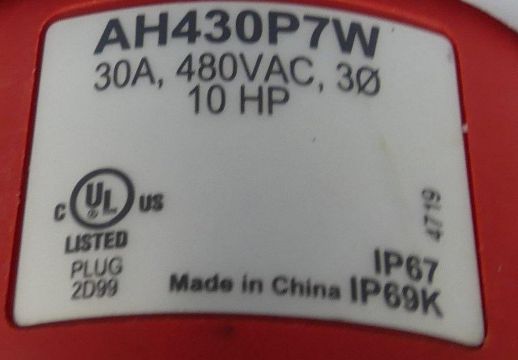 AH430P7W
30A, 480VAC, 3Ø
10 HP
C UL US
®
LISTED
PLUG
2D99
4719
IP67
Made in China IP69K